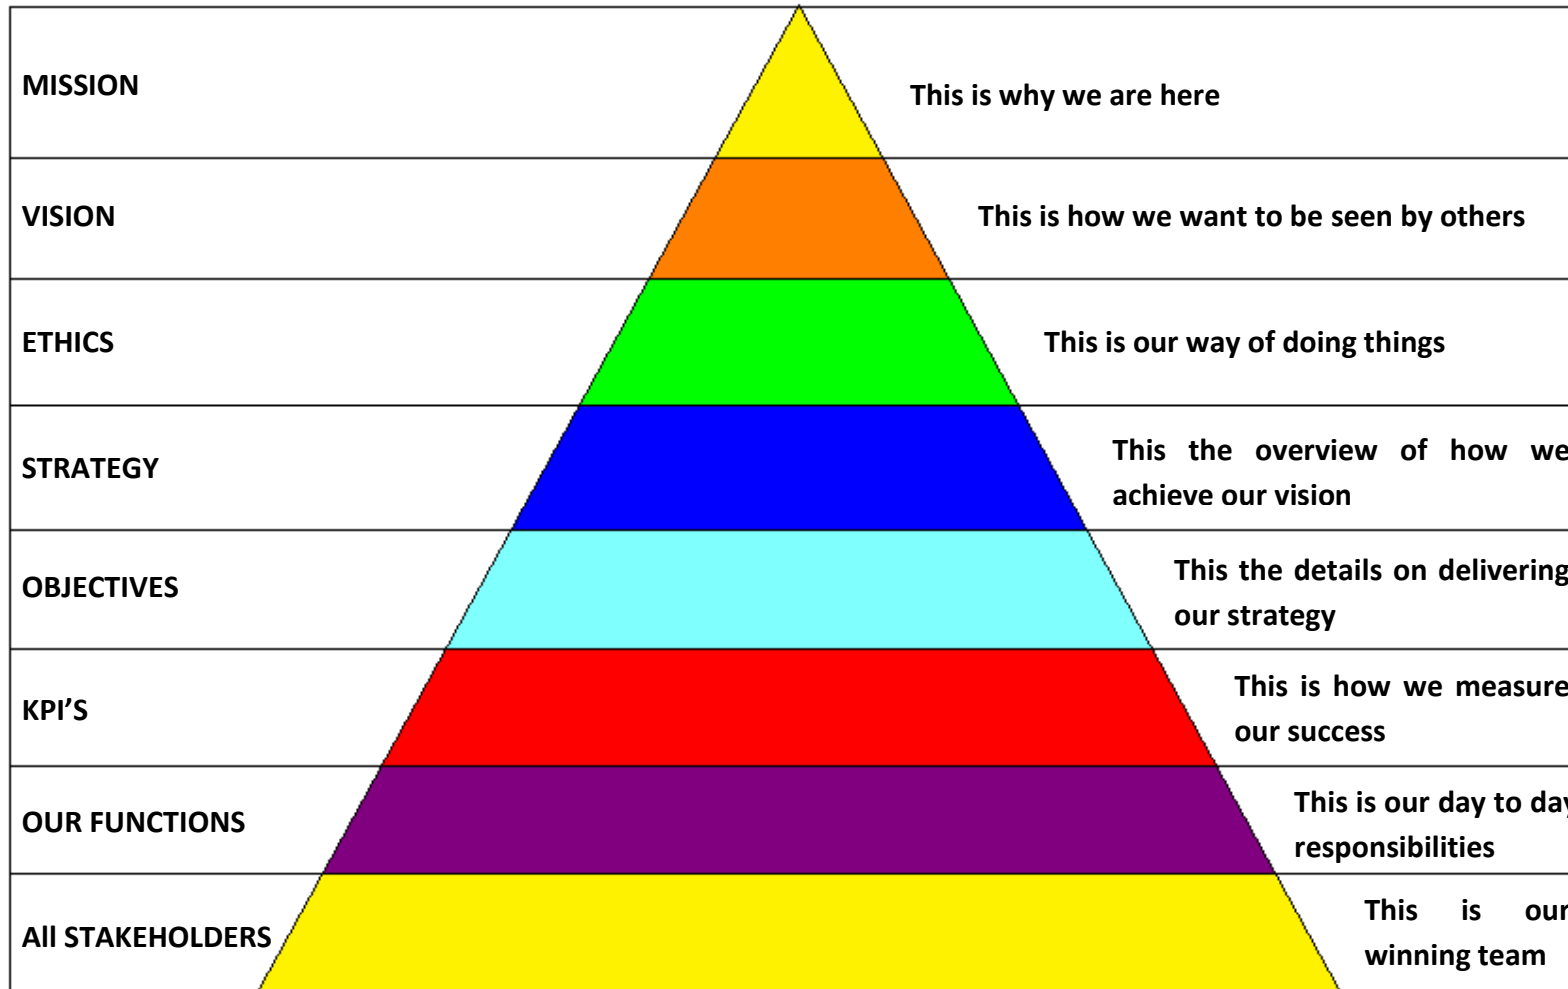 MISSION
This is why we are here
VISION
This is how we want to be seen by others
ETHICS
This is our way of doing things
STRATEGY
This the overview of how we
achieve our vision
OBJECTIVES
This the details on delivering
our strategy
KPI’S
This is how we measure
our success
OUR FUNCTIONS
This is our day to day
responsibilities
All STAKEHOLDERS
This is our
winning team